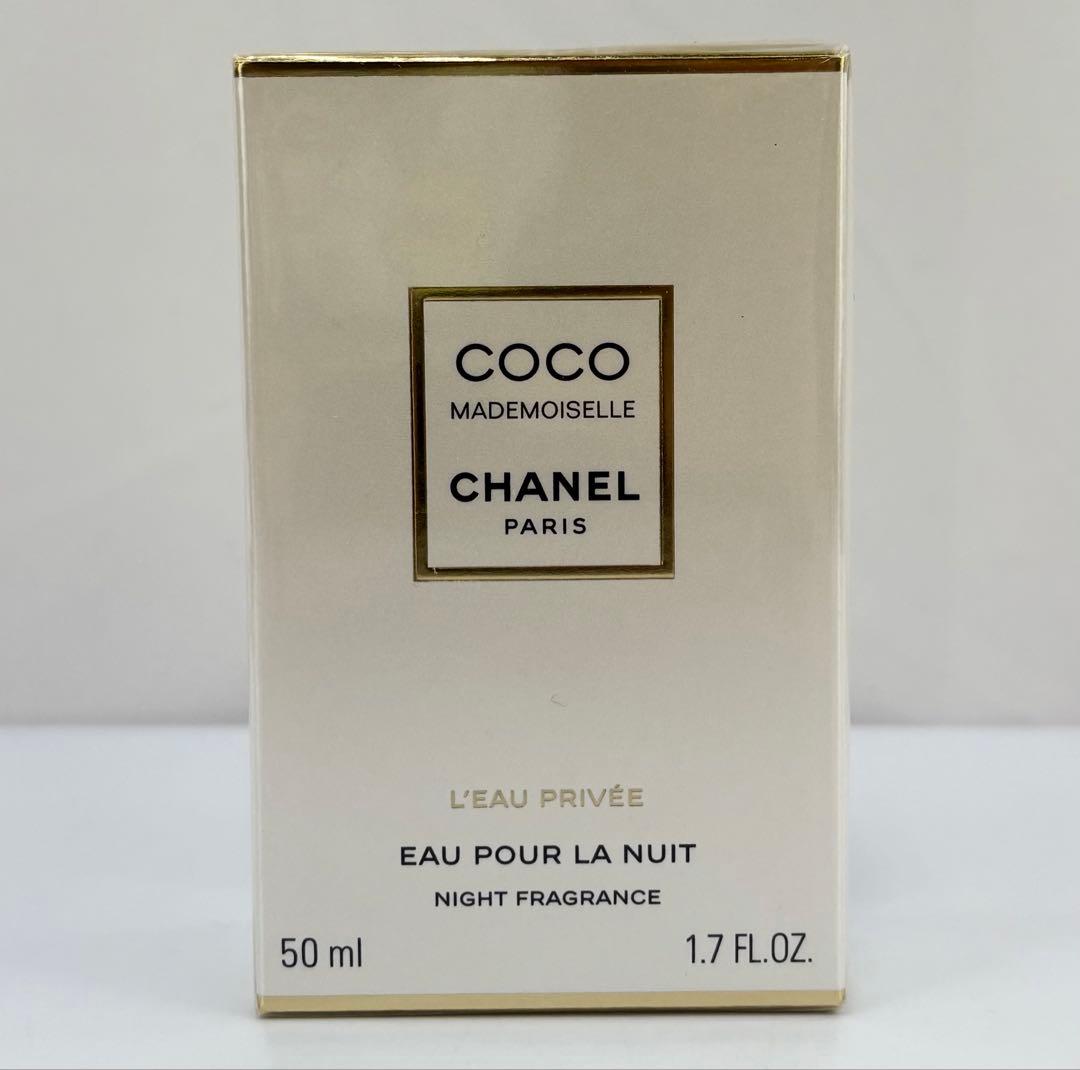 COCO
MADEMOISELLE
CHANEL
PARIS
L'EAU PRIVÉE
EAU POUR LA NUIT
NIGHT FRAGRANCE
50 ml 1.7 FL.OZ.